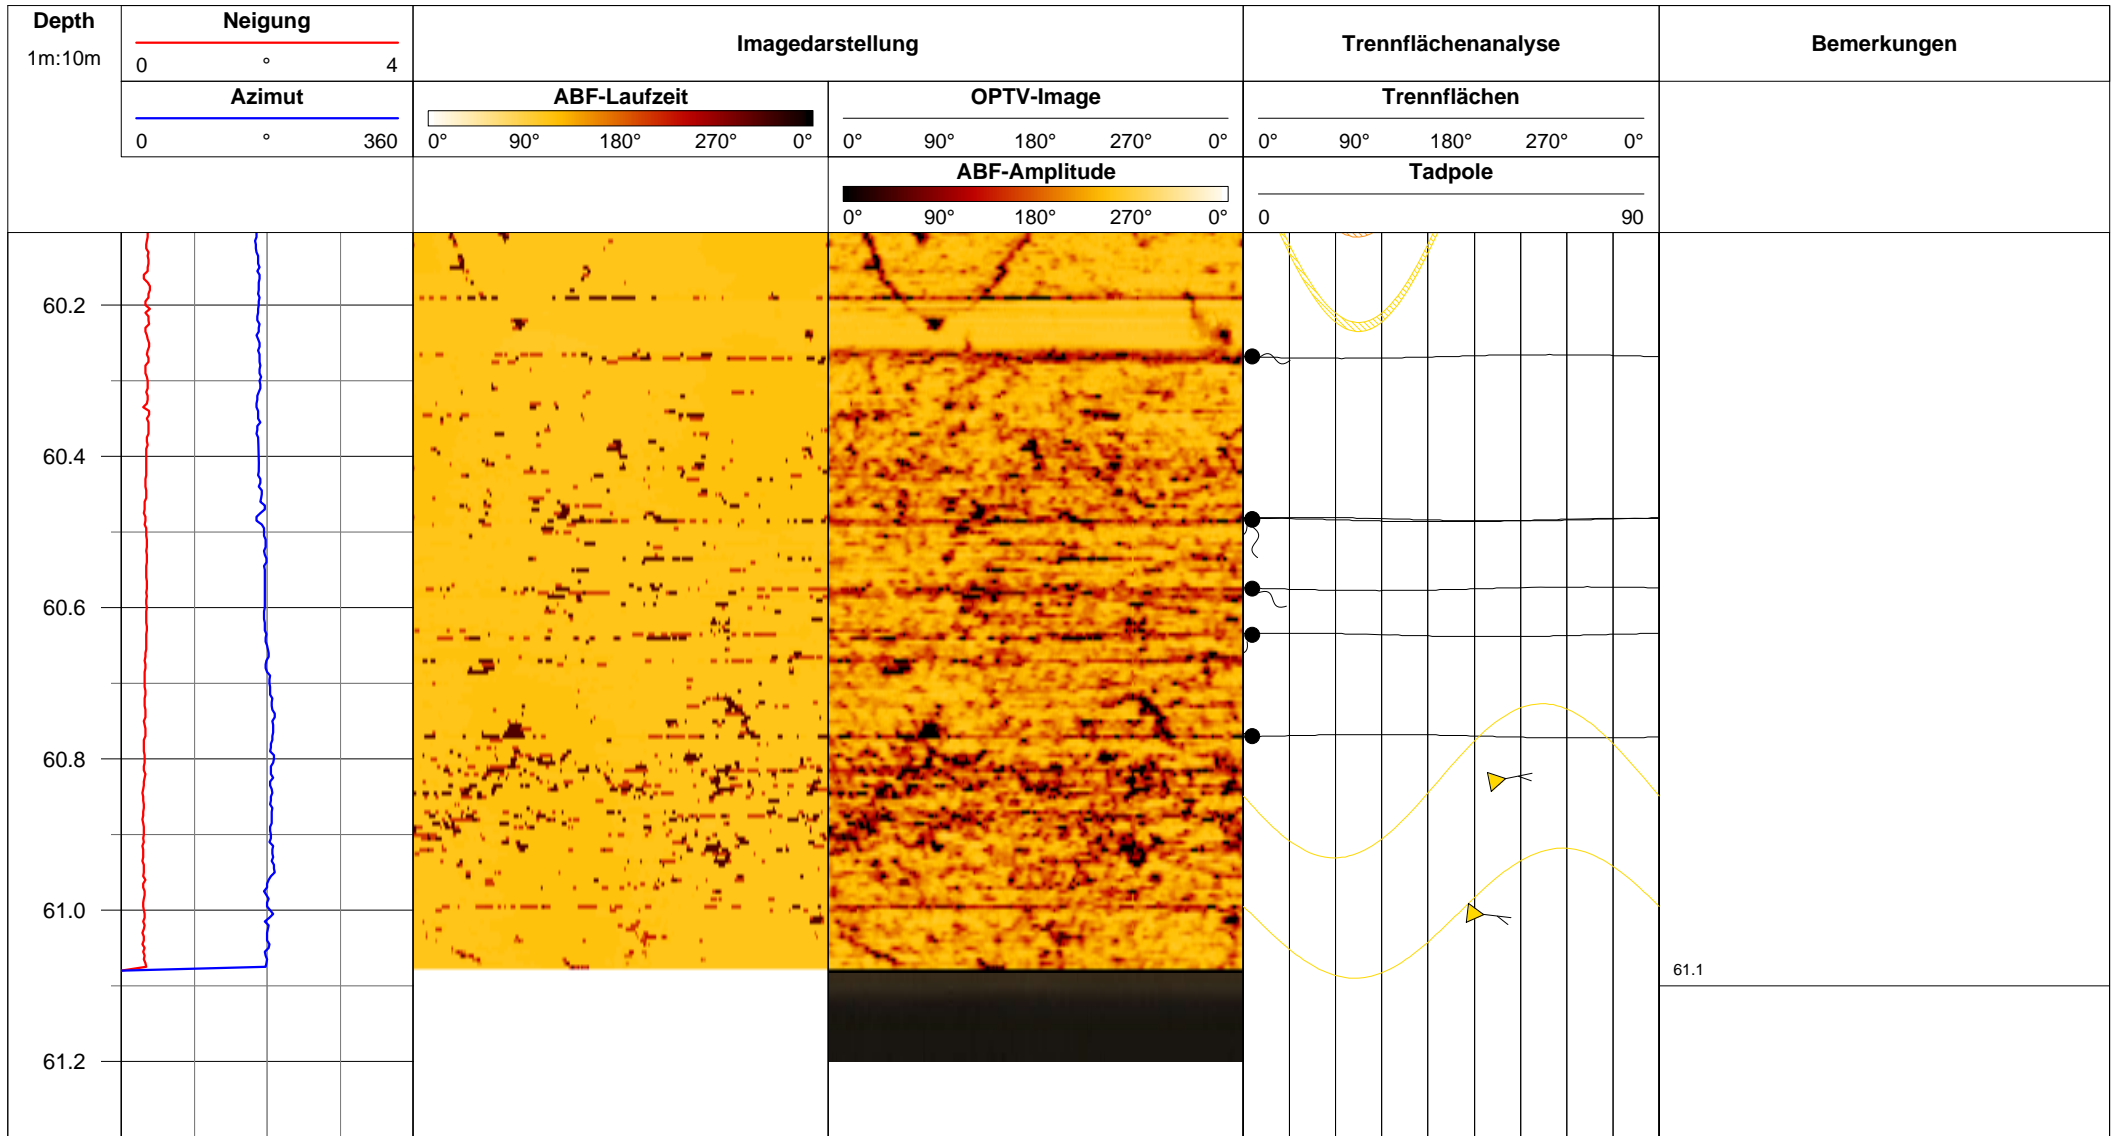 Depth
1m:10m
Neigung
0 ° 4
Azimut
0 ° 360
Imagedarstellung
ABF-Laufzeit
0° 90° 180° 270° 0°
OPTV-Image
0° 90° 180° 270° 0°
ABF-Amplitude
0° 90° 180° 270° 0°
Trennflächenanalyse
Trennflächen
0° 90° 180° 270° 0°
Tadpole
0 90
Bemerkungen
60.2
60.4
60.6
60.8
61.0
61.2
61.1